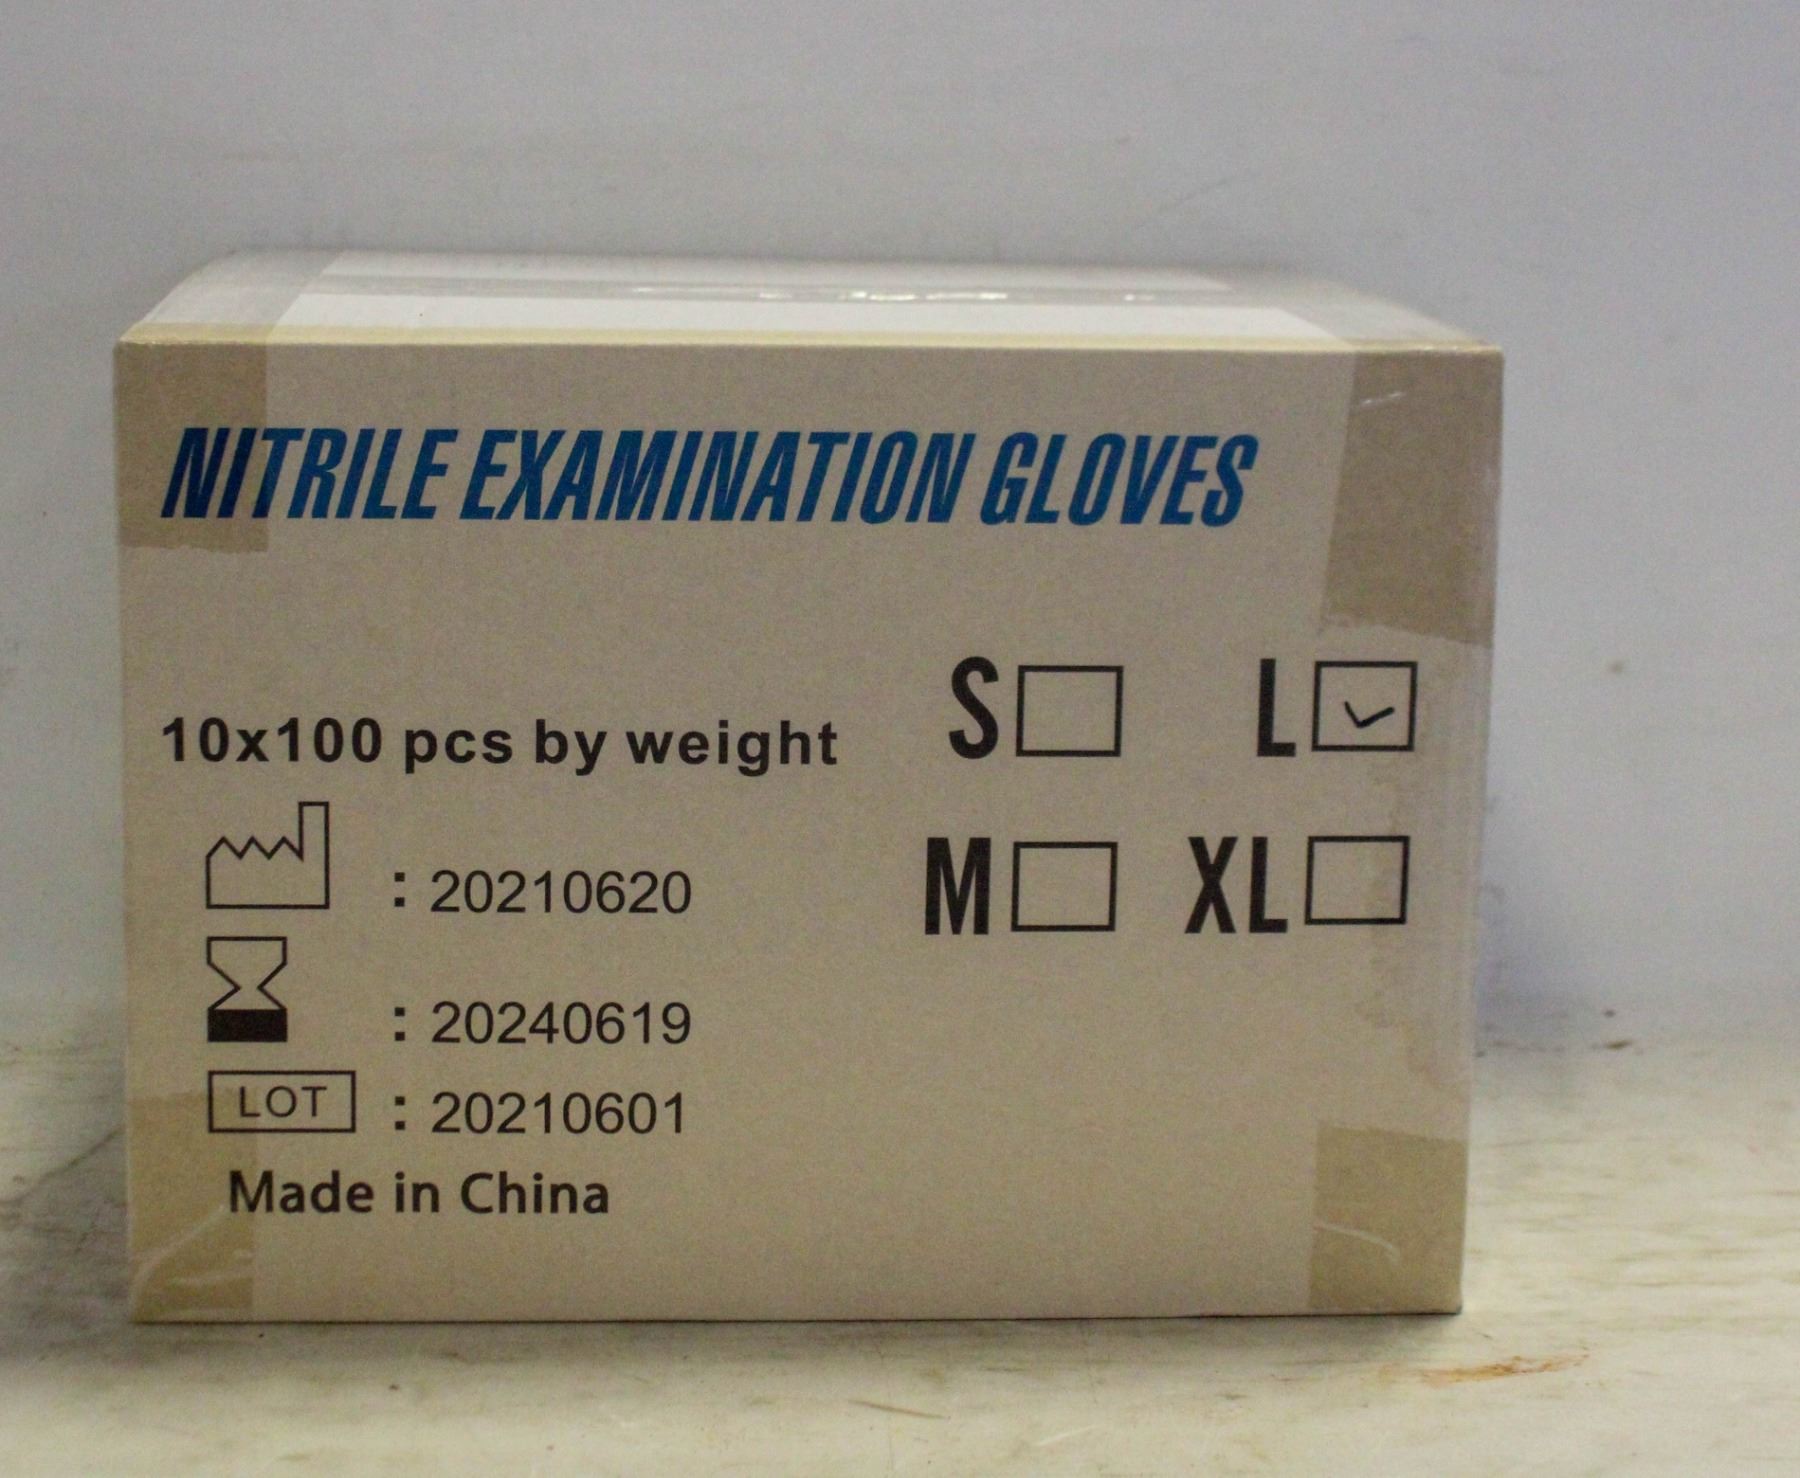 NITRILE EXAMINATION GLOVES
10x100 pcs by weight
S L
M XL
: 20210620
: 20240619
LOT : 20210601
Made in China